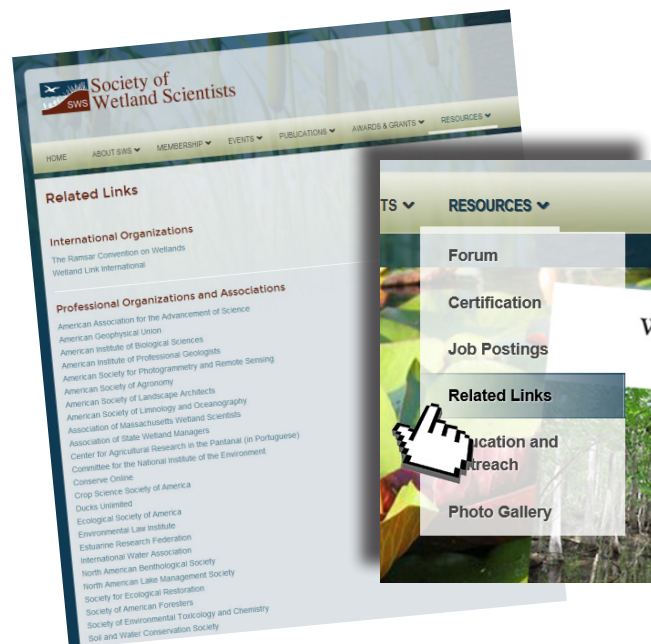 Society of
SWS Wetland Scientists
HOME ABOUT SWS MEMBERSHIP EVENTS PUBLICATIONS AWARDS & GRANTS RESOURCES
Related Links
International Organizations
The Ramsar Convention on Wetlands
Wetland Link International
Professional Organizations and Associations
American Association for the Advancement of Science
American Geophysical Union
American Institute of Biological Sciences
American Institute of Professional Geologists
American Society for Photogrammetry and Remote Sensing
American Society of Agronomy
American Society of Landscape Architects
American Society of Limnology and Oceanography
Association of Massachusetts Wetland Scientists
Association of State Wetland Managers
Center for Agricultural Research in the Pantanal (in Portuguese)
Committee for the National Institute of the Environment
Conserve Online
Crop Science Society of America
Ducks Unlimited
Ecological Society of America
Environmental Law Institute
Estuarine Research Federation
International Water Association
North American Benthological Society
North American Lake Management Society
Society for Ecological Restoration
Society of American Foresters
Society of Environmental Toxicology and Chemistry
Soil and Water Conservation Society
TS RESOURCES
Forum
Certification
Job Postings
Related Links
ucation and
treach
Photo Gallery